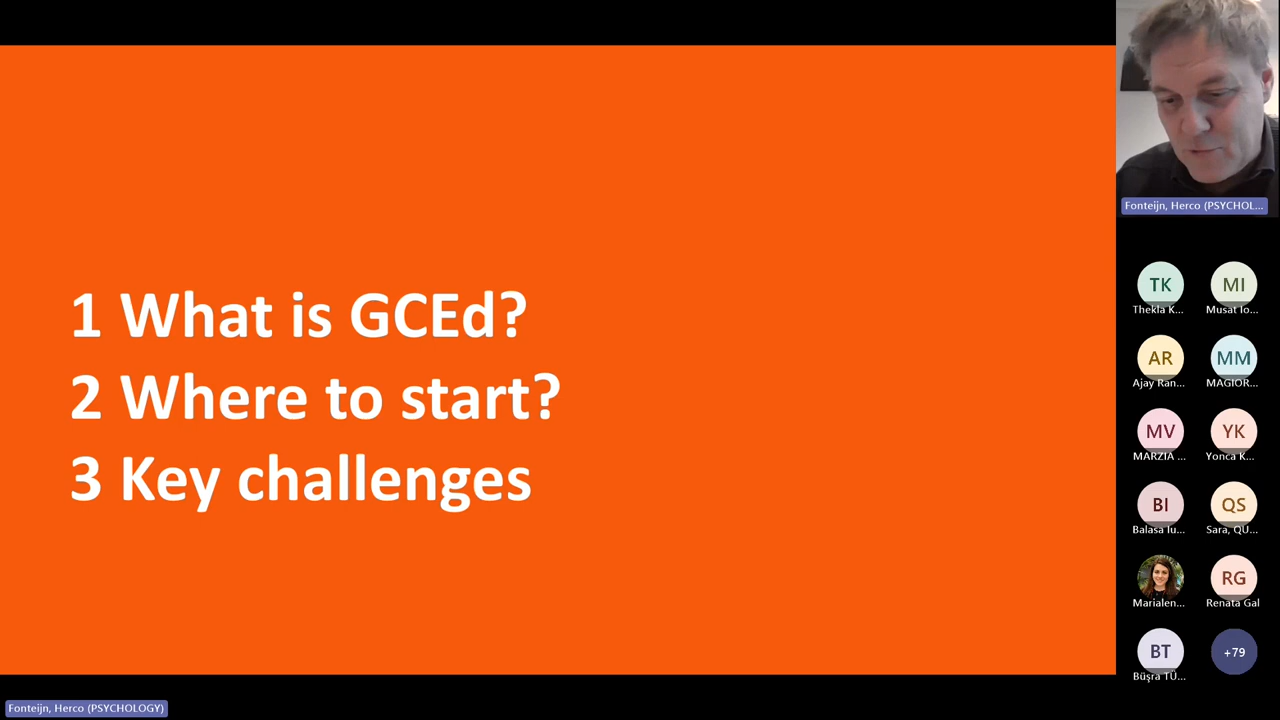 1 What is GCEd?
2 Where to start?
3 Key challenges
Fonteijn, Herco (PSYCHOL...
TK
Thekla K...
MI
Musat Io...
AR
Ajay Ran...
MM
MAGIOR...
MV
MARZIA ...
YK
Yonca K...
BI
Balasa Iu...
QS
Sara, QU...
Marialen...
RG
Renata Gal
BT
Büşra TÜ...
+79
Fonteijn, Herco (PSYCHOLOGY)